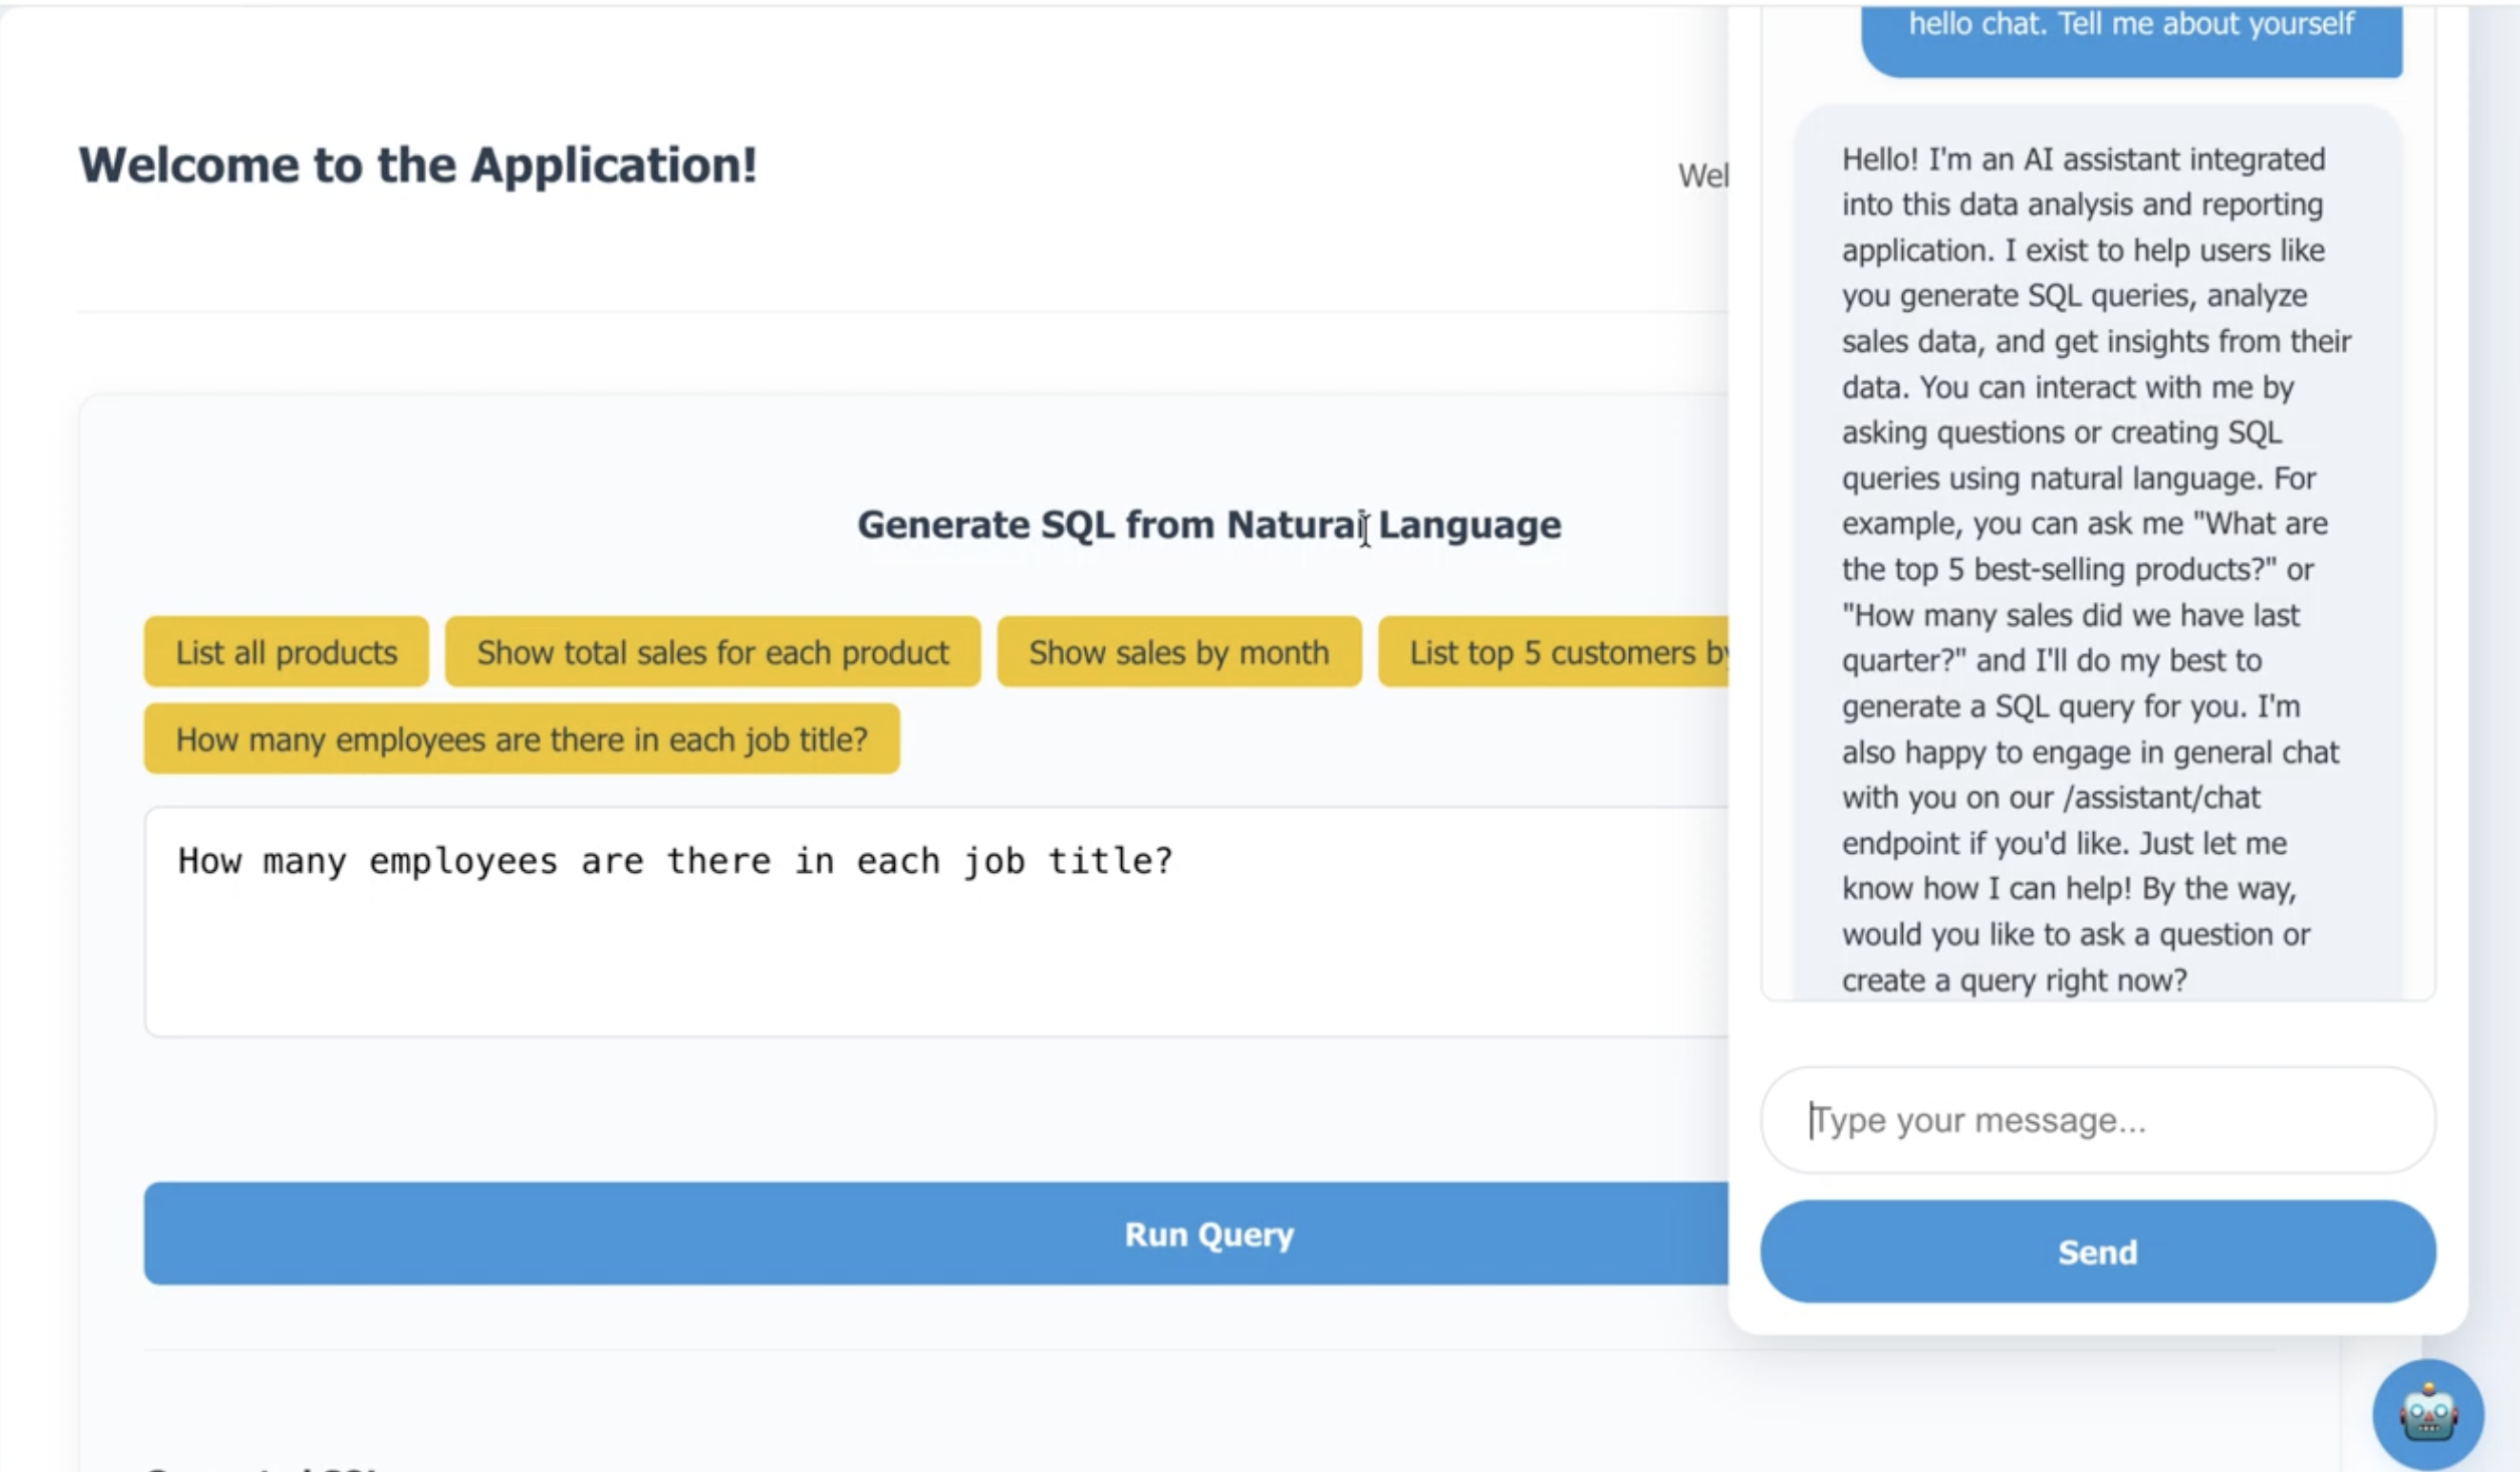 hello chat. Tell me about yourself
Welcome to the Application!
Generate SQL from Natural Language
List all products
Show total sales for each product
Show sales by month
List top 5 customers
How many employees are there in each job title?
How many employees are there in each job title?
Run Query
Hello! I'm an AI assistant integrated
into this data analysis and reporting
application. I exist to help users like
you generate SQL queries, analyze
sales data, and get insights from their
data. You can interact with me by
asking questions or creating SQL
queries using natural language. For
example, you can ask me "What are
the top 5 best-selling products?" or
"How many sales did we have last
quarter?" and I'll do my best to
generate a SQL query for you. I'm
also happy to engage in general chat
with you on our /assistant/chat
endpoint if you'd like. Just let me
know how I can help! By the way,
would you like to ask a question or
create a query right now?
Type your message...
Send